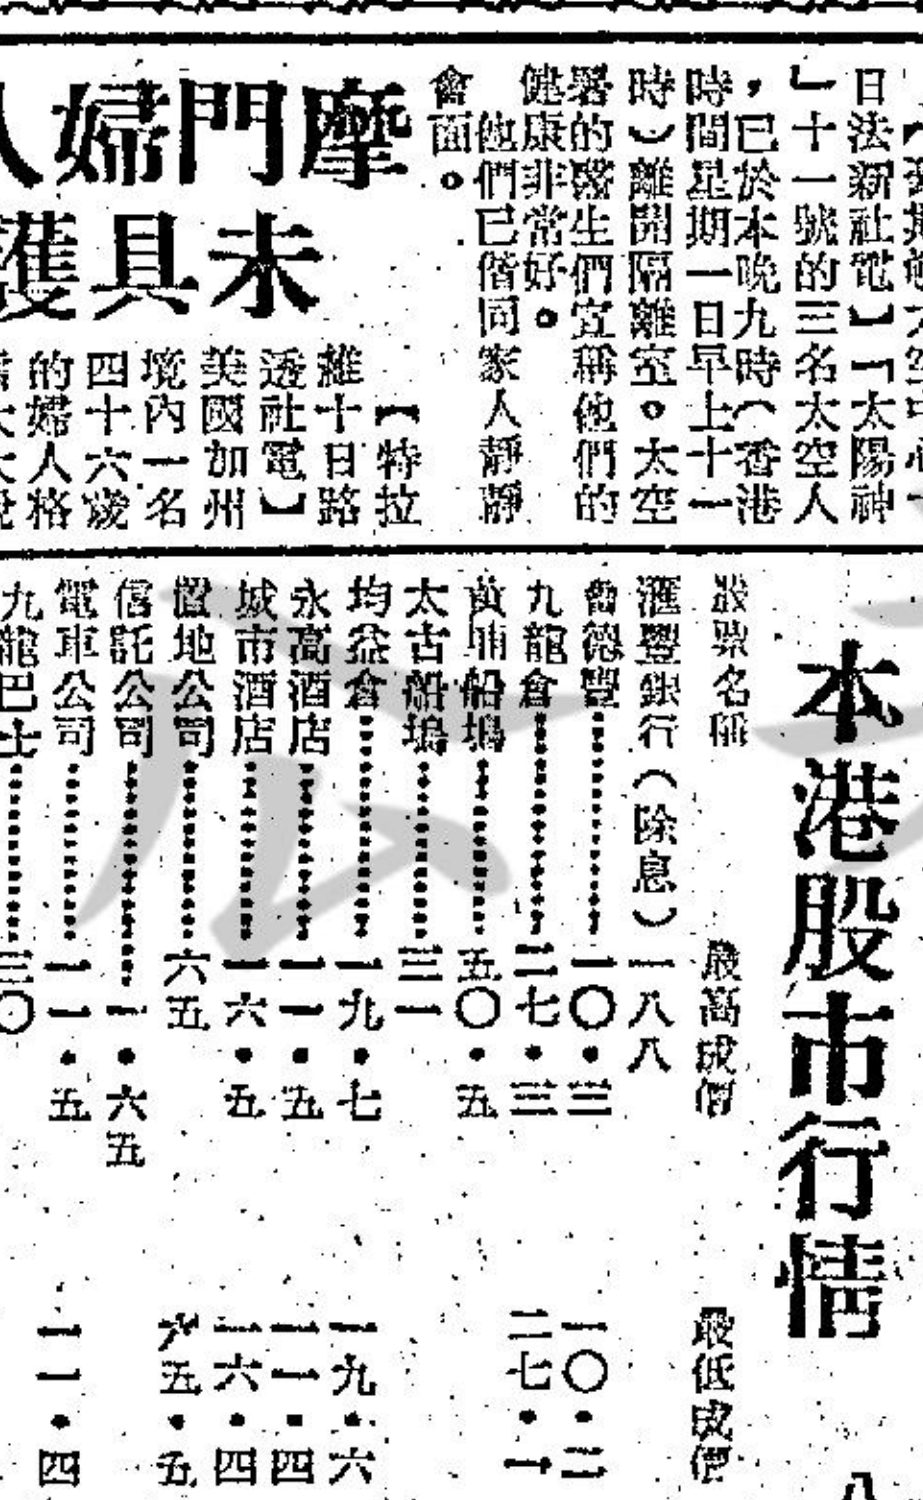 日法新社電】「太陽神
」十一號的三名太空人
，已於本晚九時（香港
時間星期一日早上十一
時）離開隔離室。太空
署的醫生們宣稱他們的
健康非常好。
他們已偕同家人靜靜
會面。
摩門婦人
未具護
【特拉
維十日路
透社電】
美國加州
境內一名
四十六歲
的婦人格
本港股市行情
股票名稱 最高成價 最低成價
滙豐銀行（除息） 一八八
會德豐 一〇・三 一〇・二
九龍倉 二七・三 二七・一
黃埔船塢 五〇・五
太古船塢 三一
均益倉 一九・七 一九・六
永高酒店 一一・五 一一・四
城市酒店 一六・五 一六・四
置地公司 六五 六五・五
信託公司 一・六五
電車公司 一一・五 一一・四
九龍巴士 三〇